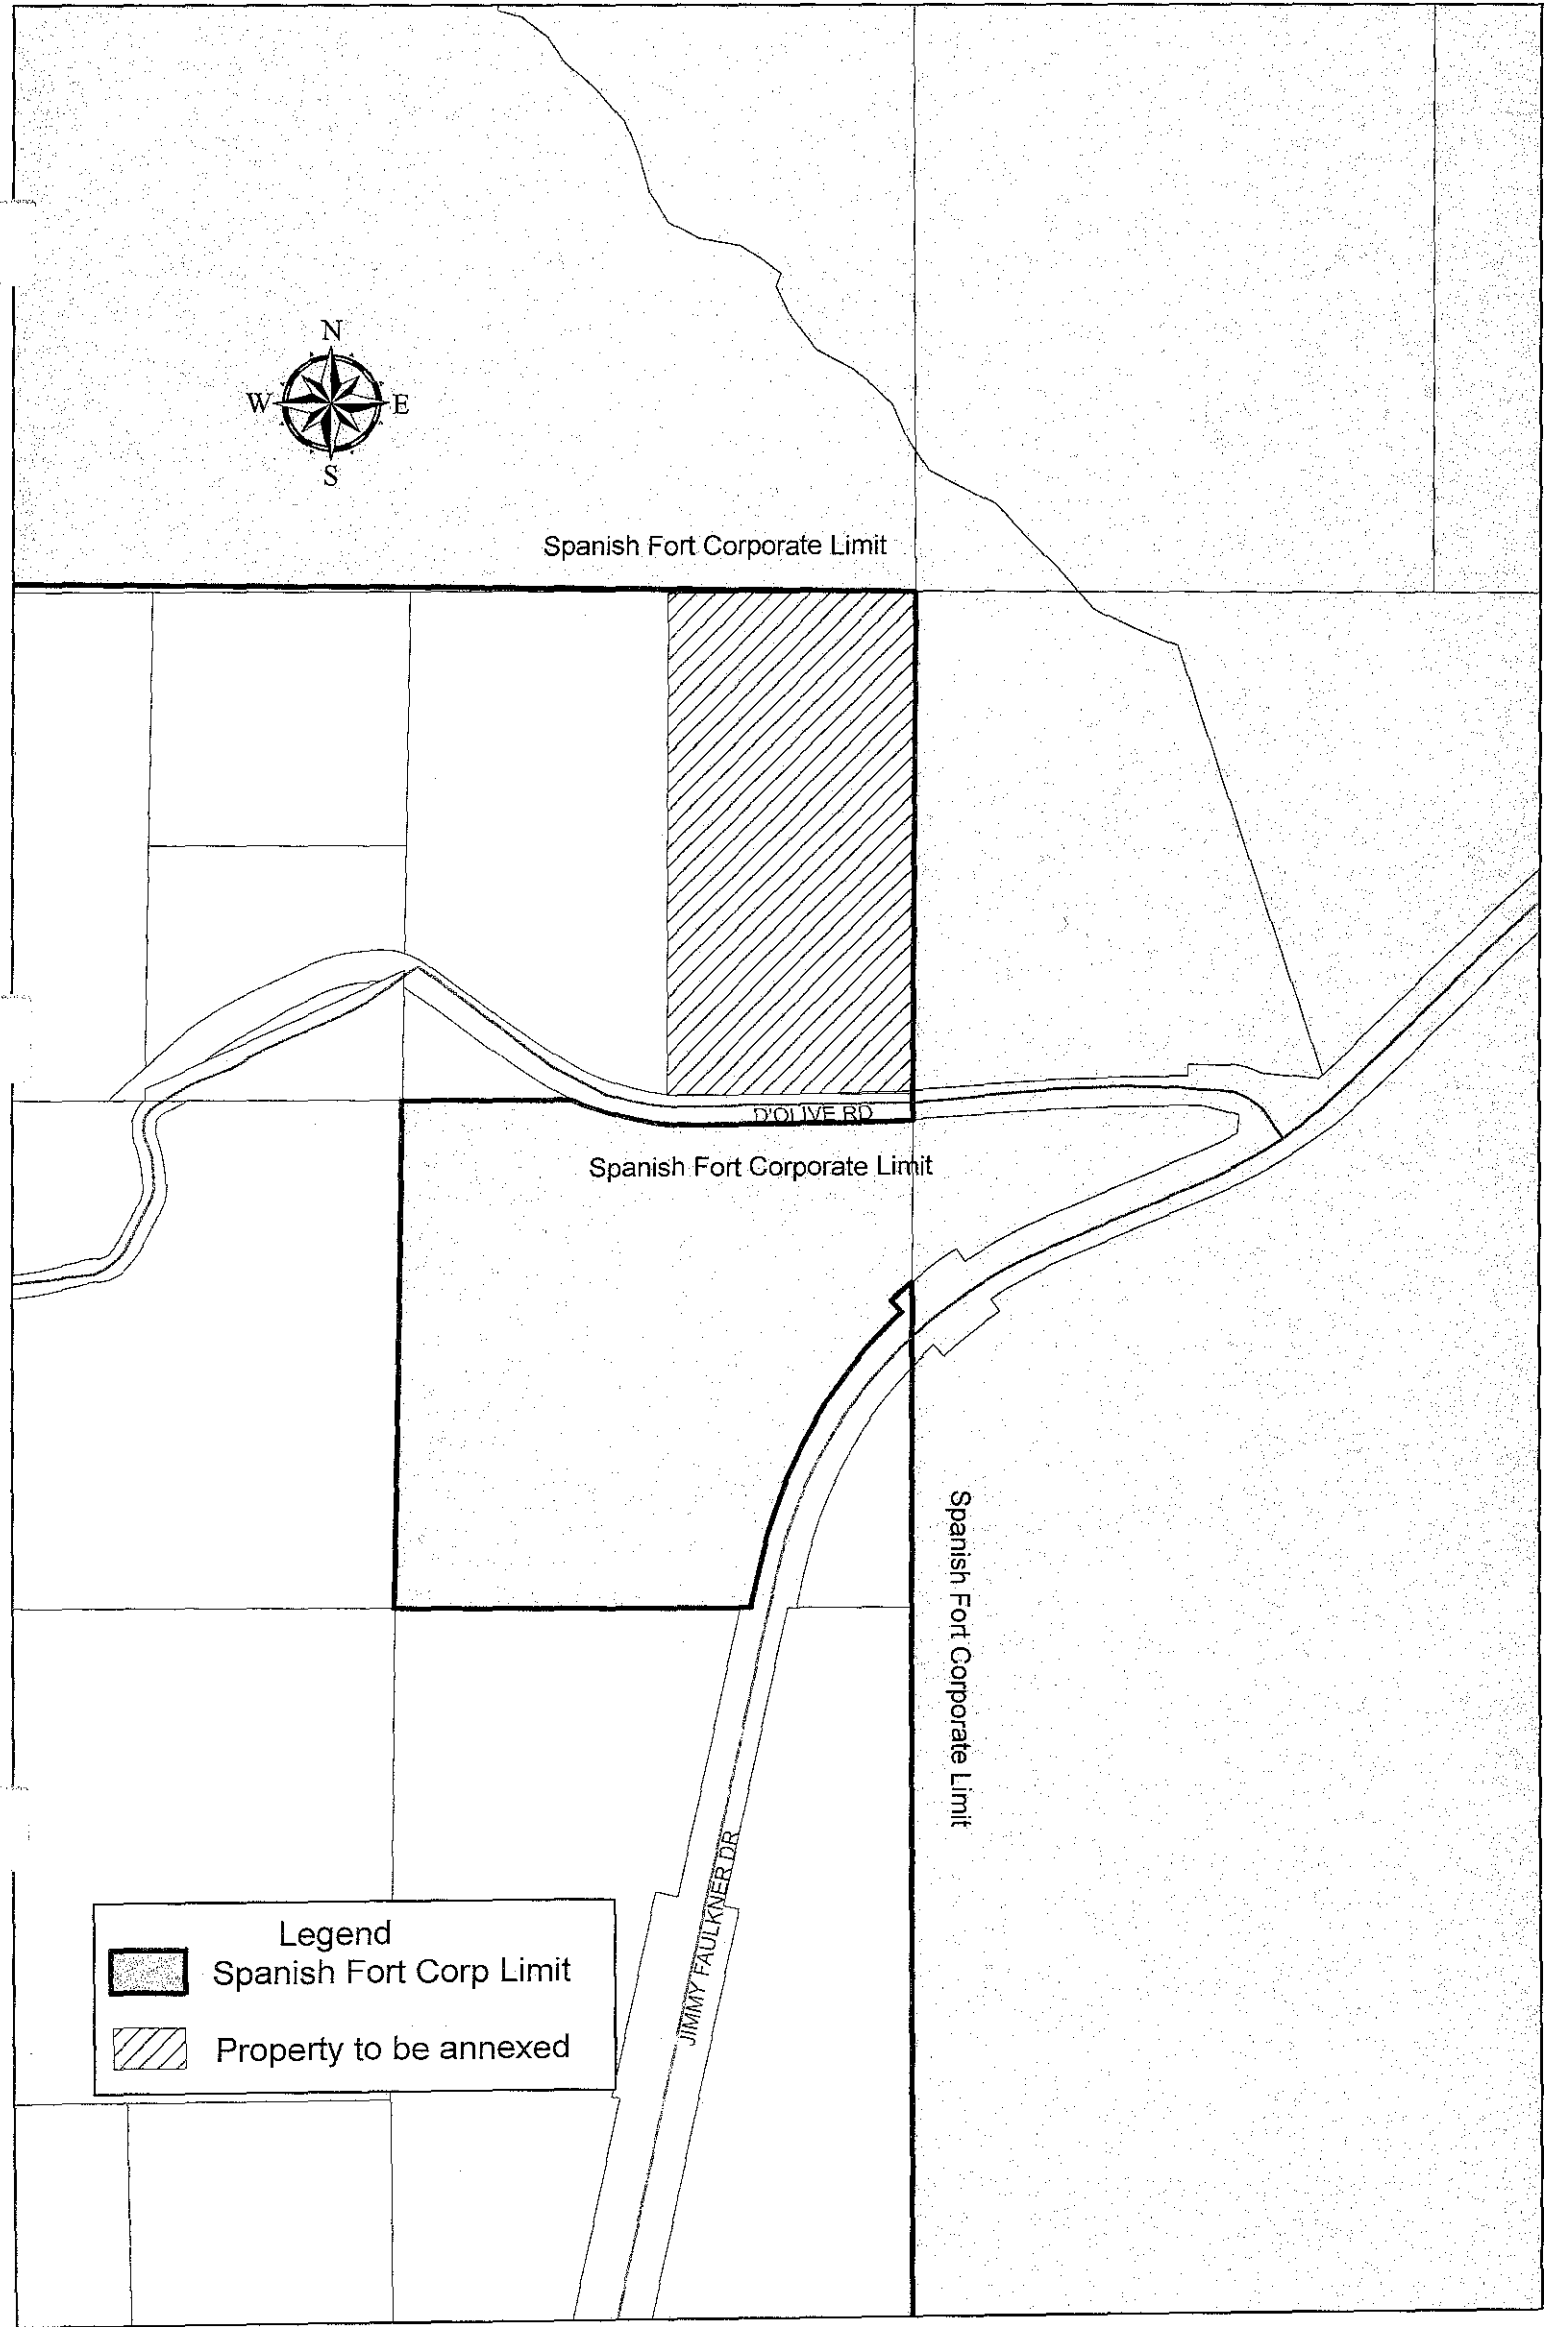 N
W E
S
Spanish Fort Corporate Limit
D'OLIVE RD
Spanish Fort Corporate Limit
Spanish Fort Corporate Limit
JIMMY FAULKNER DR
Legend
Spanish Fort Corp Limit
Property to be annexed